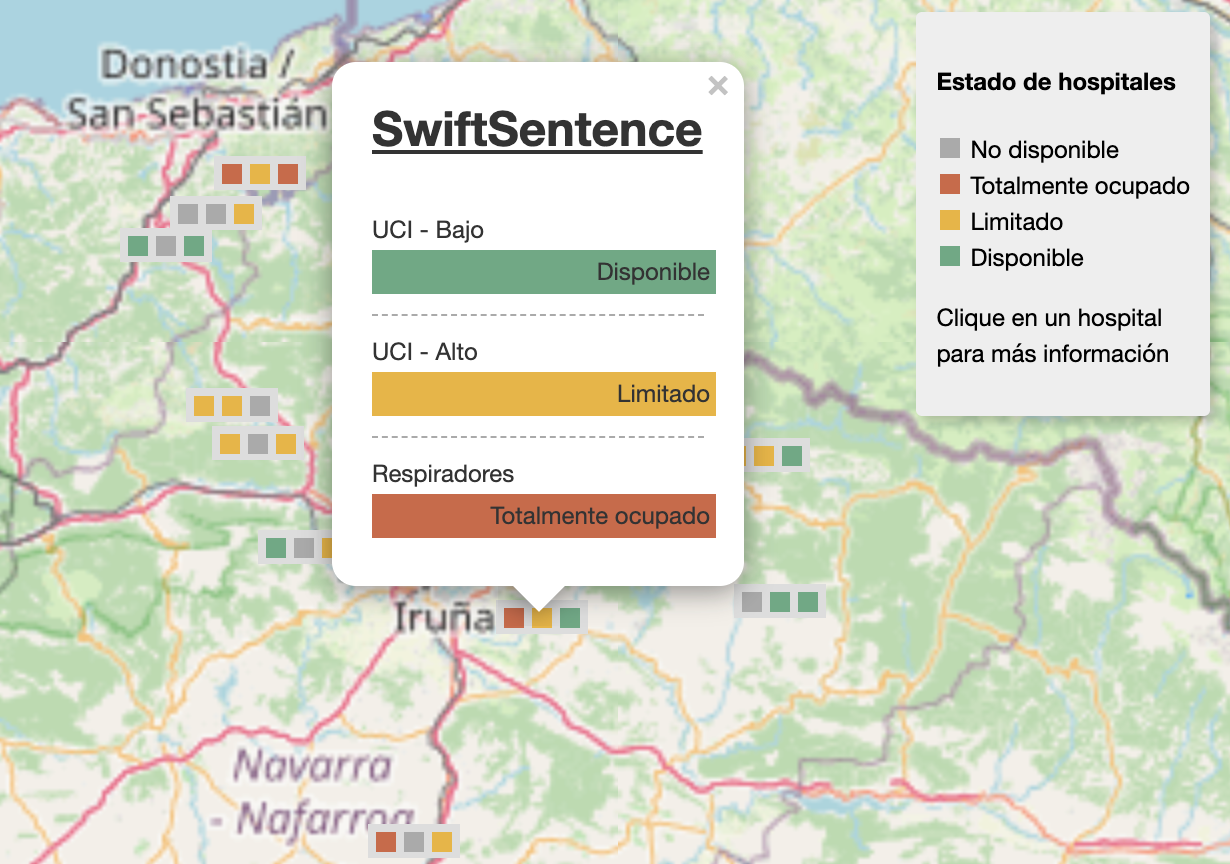 Donostia /
San Sebastián
SwiftSentence
×
UCI - Bajo
Disponible
UCI - Alto
Limitado
Respiradores
Totalmente ocupado
Estado de hospitales
No disponible
Totalmente ocupado
Limitado
Disponible
Clique en un hospital
para más información
Iruña
Navarra
- Nafarroa